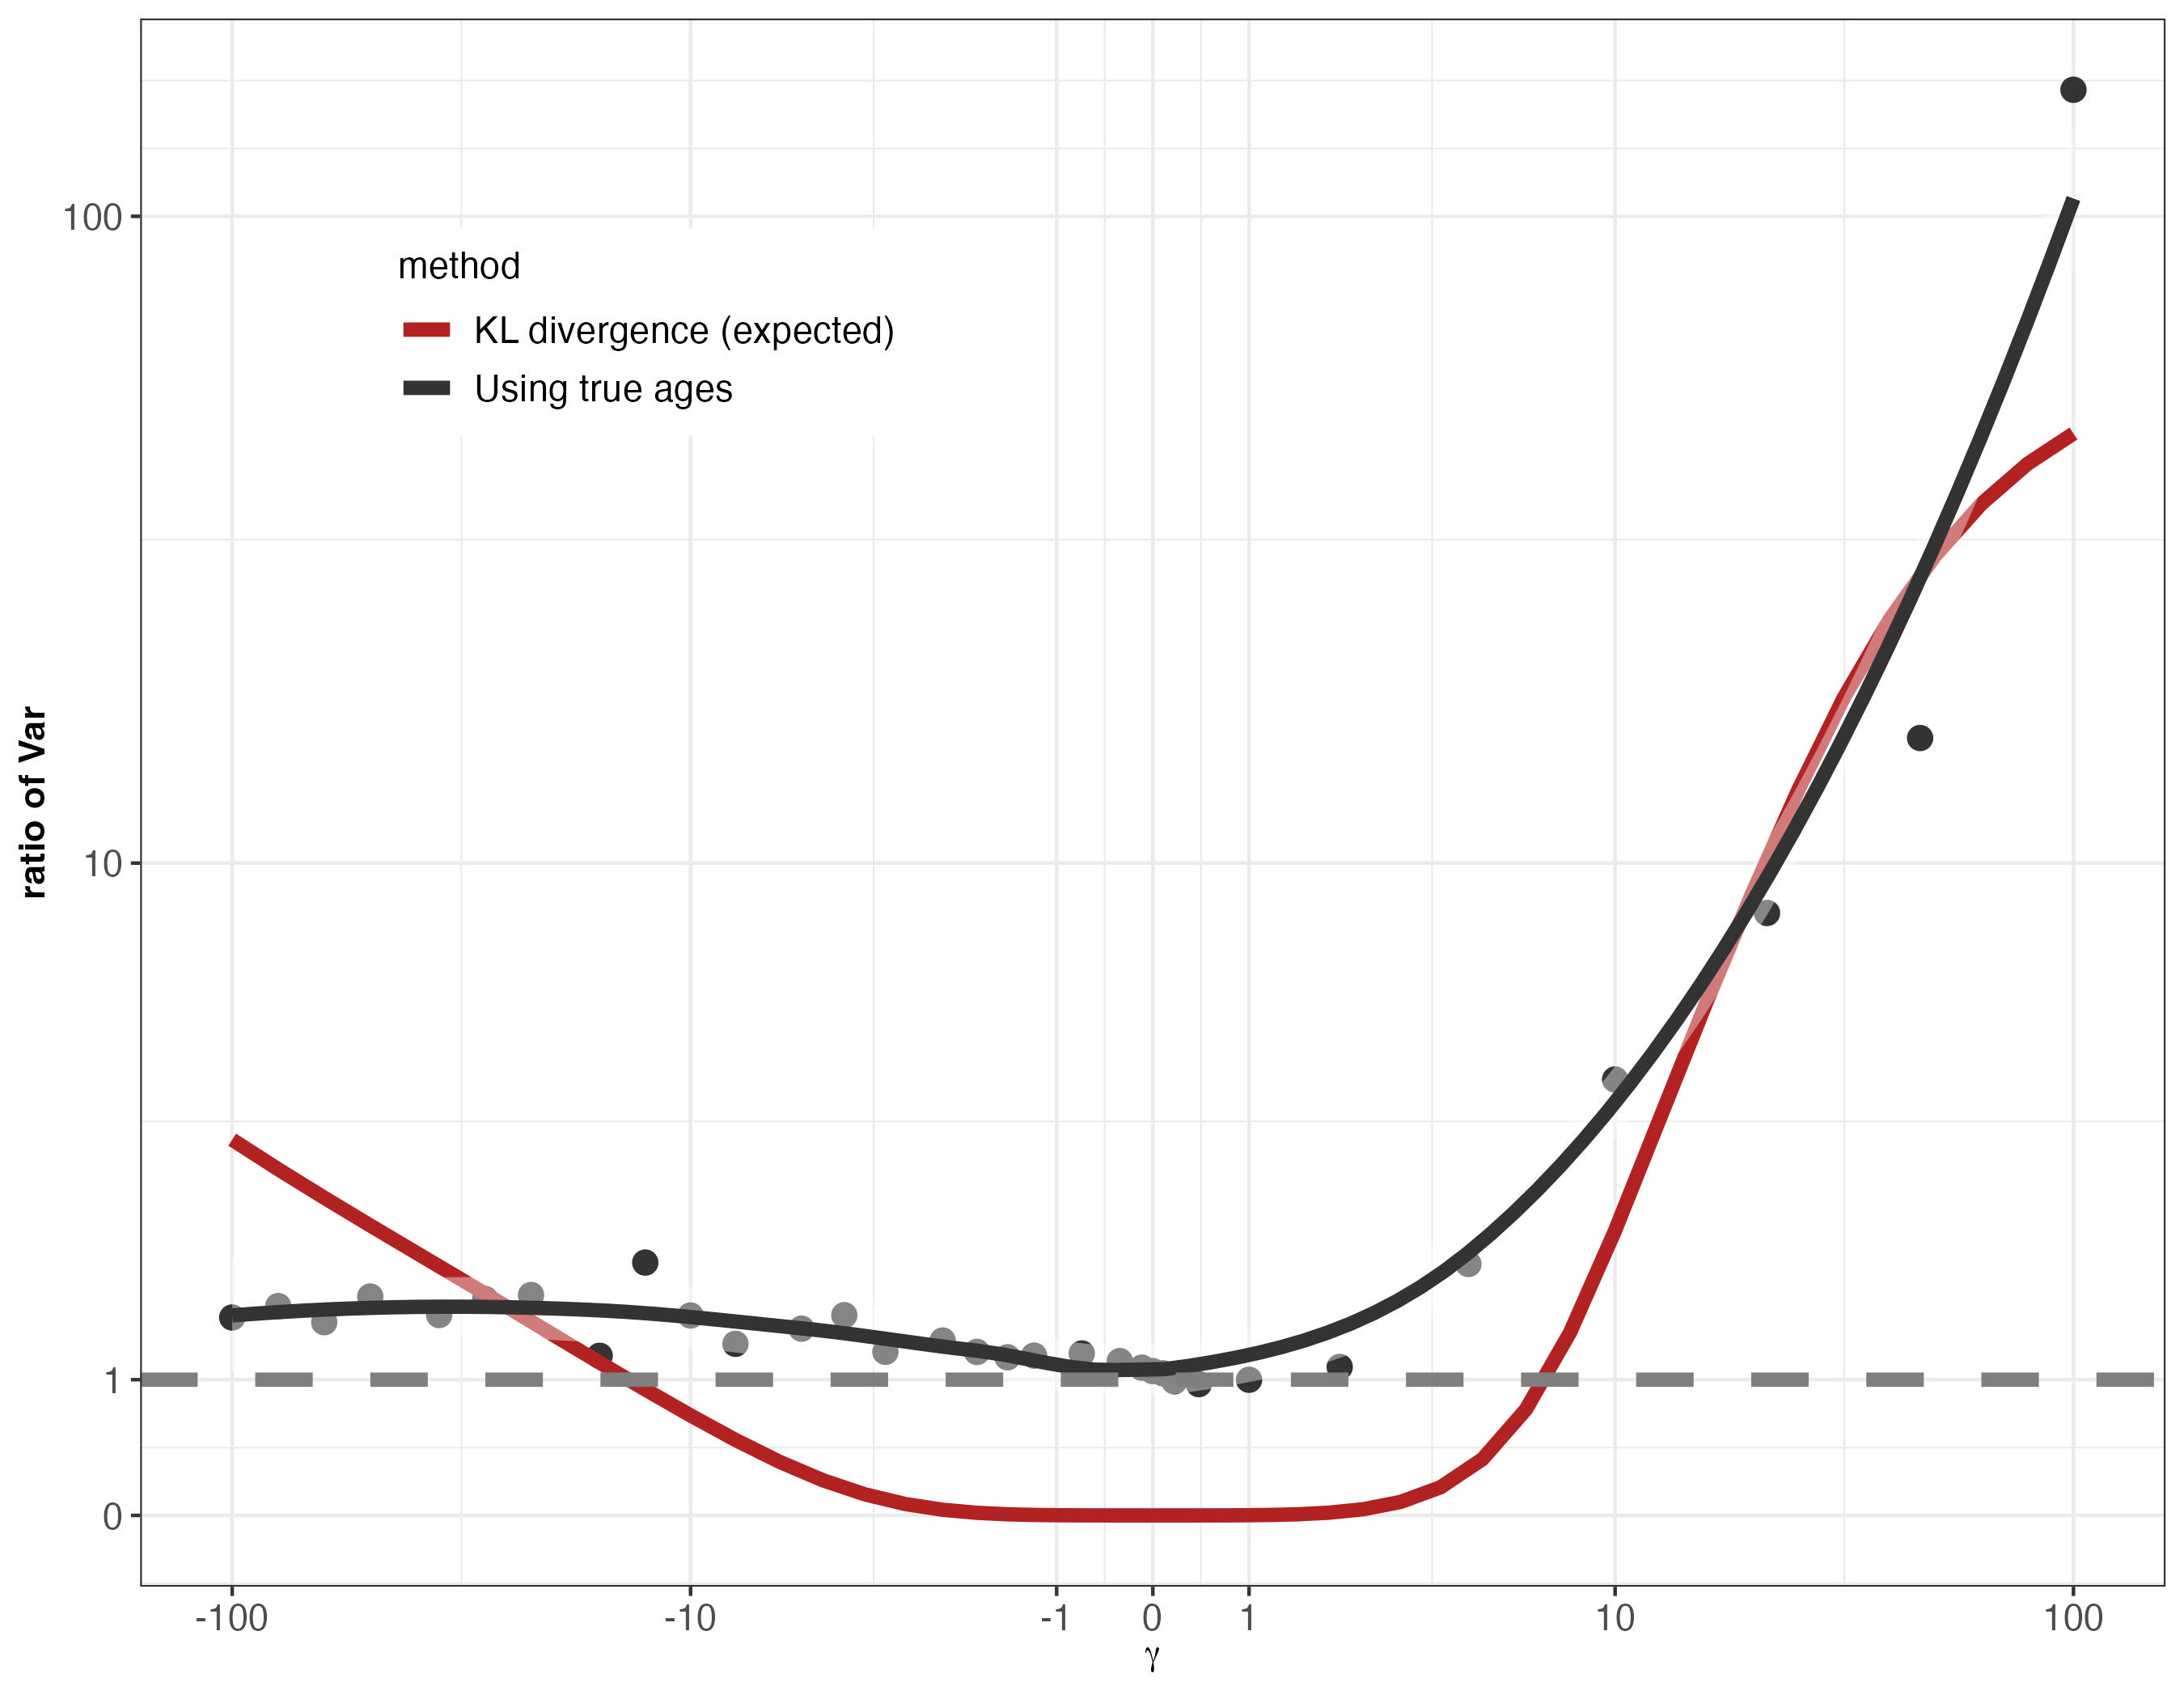 100
10
1
0
ratio of Var
method
KL divergence (expected)
Using true ages
-100
-10
-1
0
1
10
100
γ